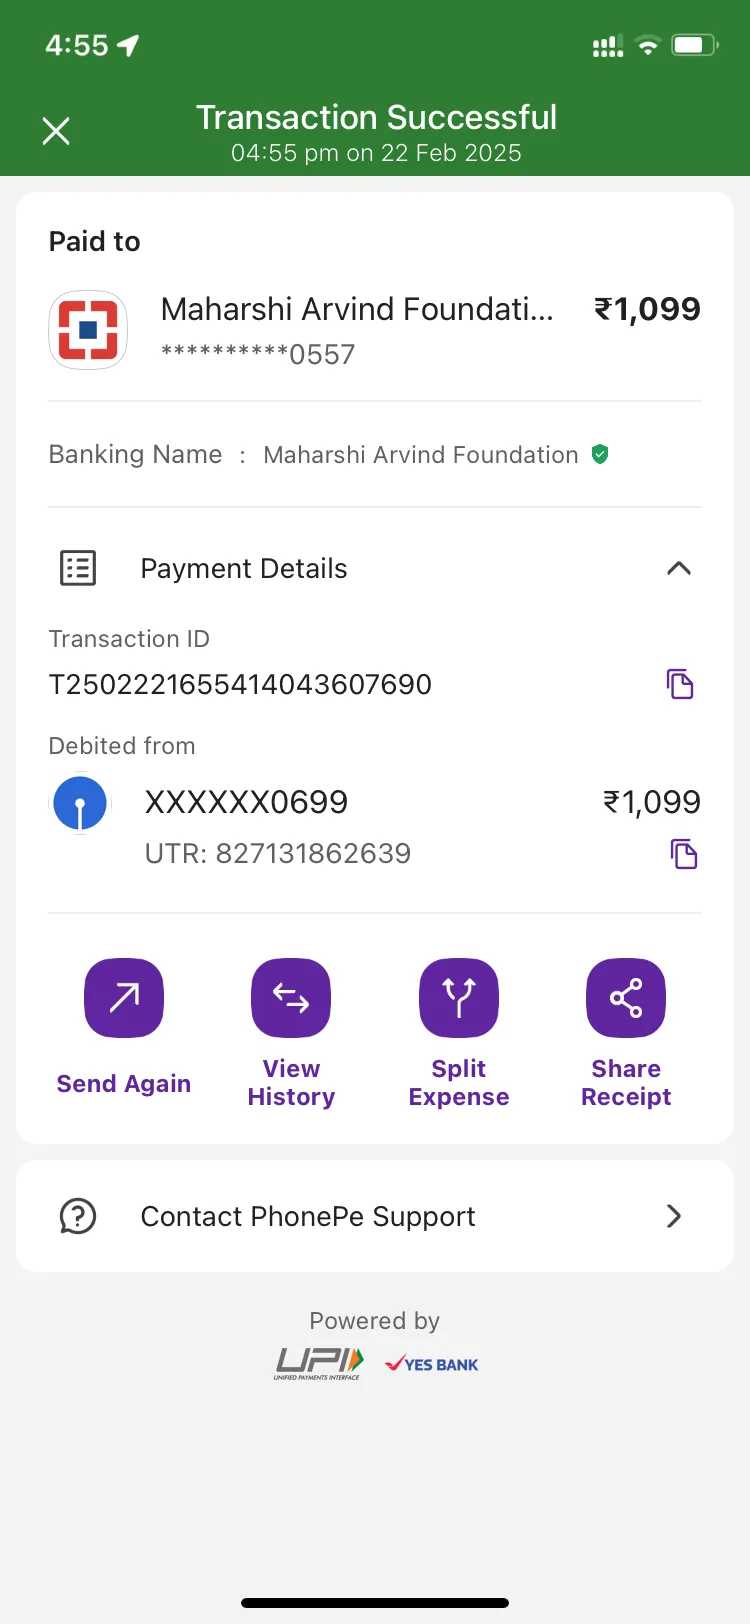 4:55
Transaction Successful
04:55 pm on 22 Feb 2025
Paid to
Maharshi Arvind Foundati... ₹1,099
**********0557
Banking Name : Maharshi Arvind Foundation
Payment Details
Transaction ID
T2502221655414043607690
Debited from
XXXXXX0699 ₹1,099
UTR: 827131862639
Send Again
View History
Split Expense
Share Receipt
Contact PhonePe Support
Powered by
UPI
UNIFIED PAYMENTS INTERFACE
YES BANK